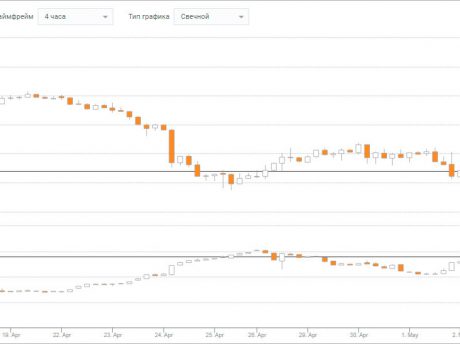 аймфрейм 4 часа Тип графика Свечной
19. Apr 22. Apr 23. Apr 24. Apr 25. Apr 26. Apr 29. Apr 30. Apr 1. May 2. M